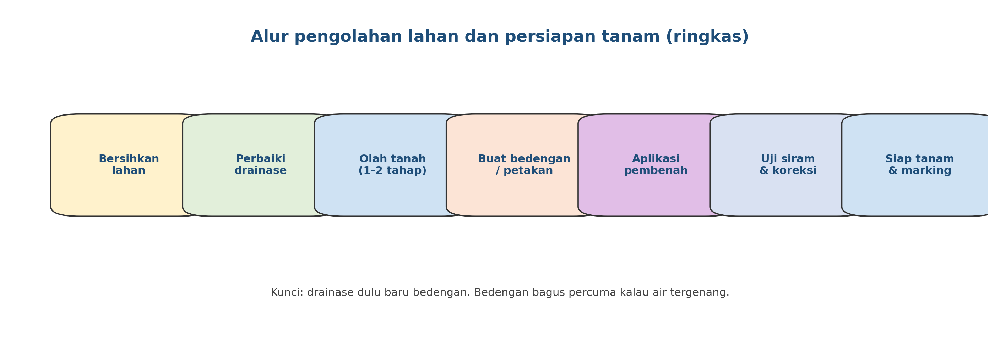 Alur pengolahan lahan dan persiapan tanam (ringkas)
Bersihkan
lahan
Perbaiki
drainase
Olah tanah
(1-2 tahap)
Buat bedengan
/ petakan
Aplikasi
pembenah
Uji siram
& koreksi
Siap tanam
& marking
Kunci: drainase dulu baru bedengan. Bedengan bagus percuma kalau air tergenang.